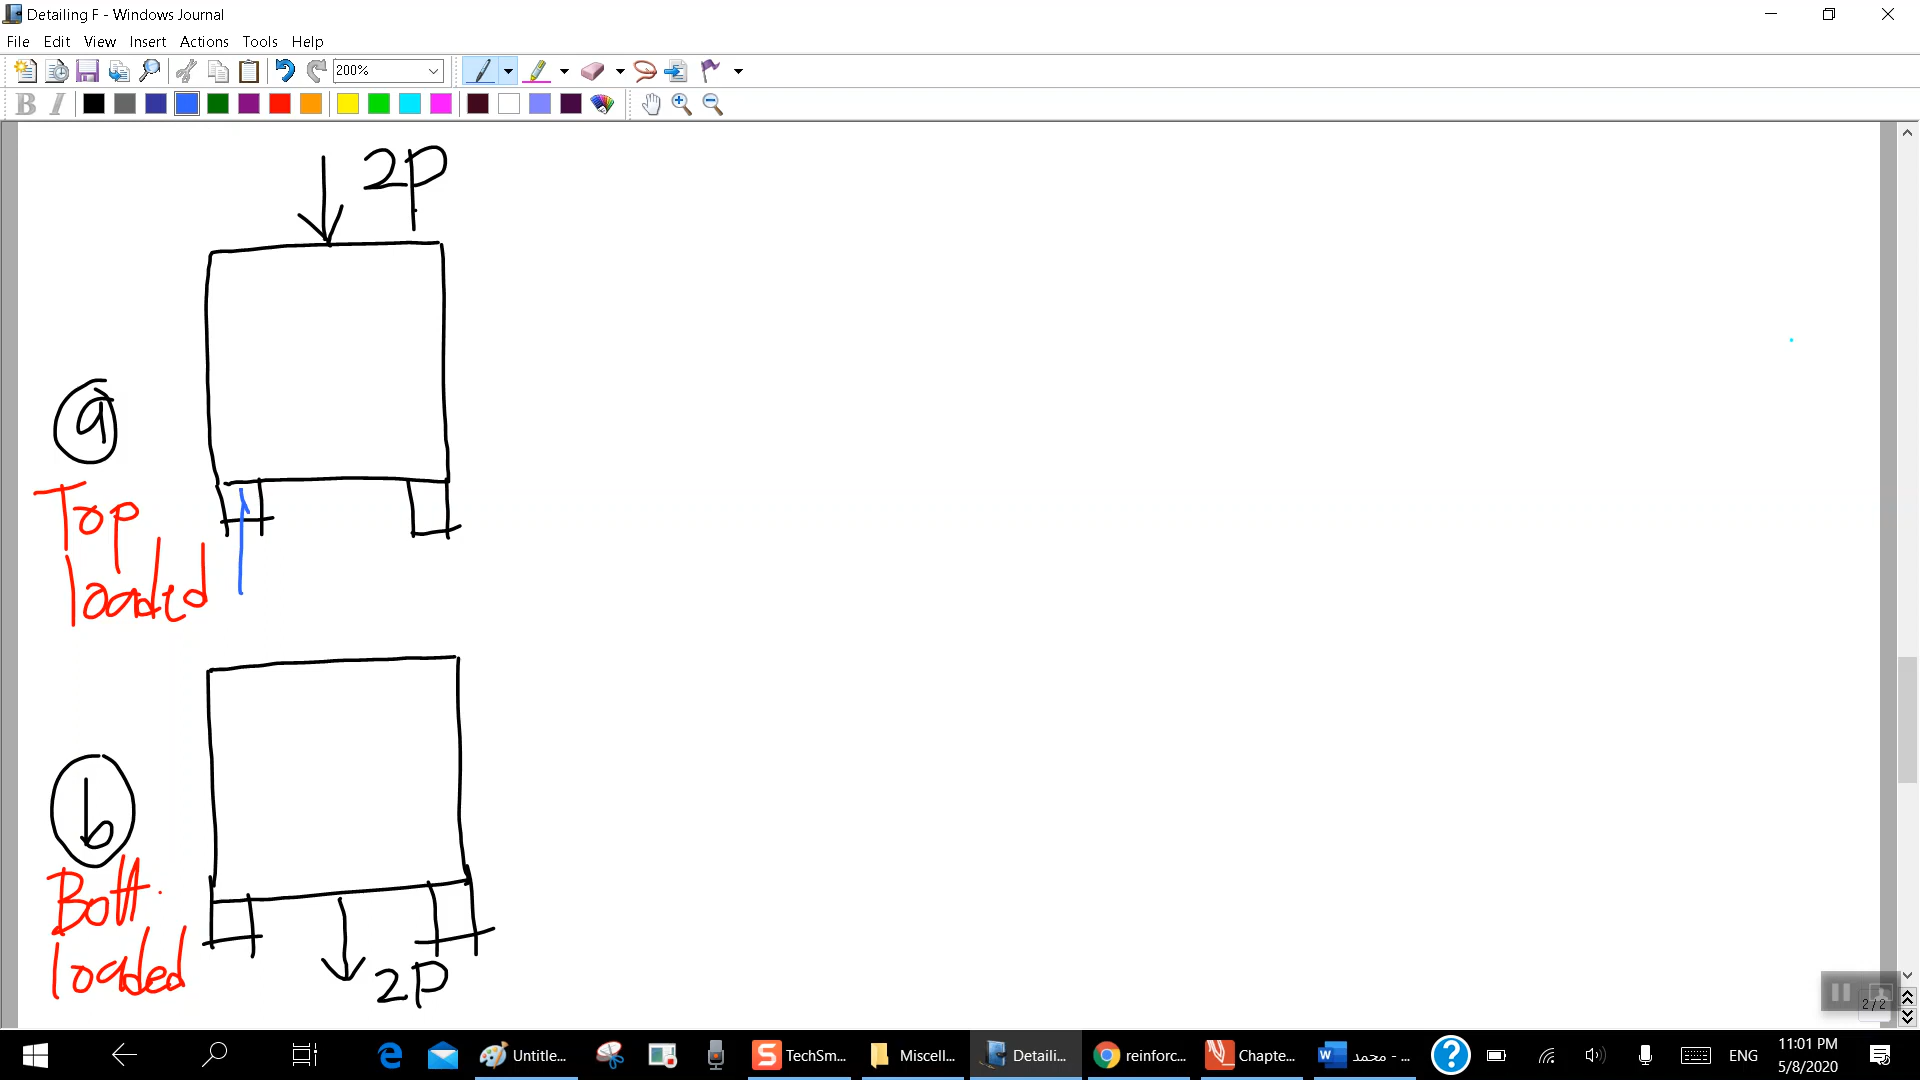 Detailing F - Windows Journal
File Edit View Insert Actions Tools Help
200%
B I
2P
a
Top
loaded
b
Bott.
loaded
2P
2/2
Untitle...
TechSm...
Miscell...
Detaili...
reinforc...
Chapte...
محمد - ...
ENG
11:01 PM
5/8/2020